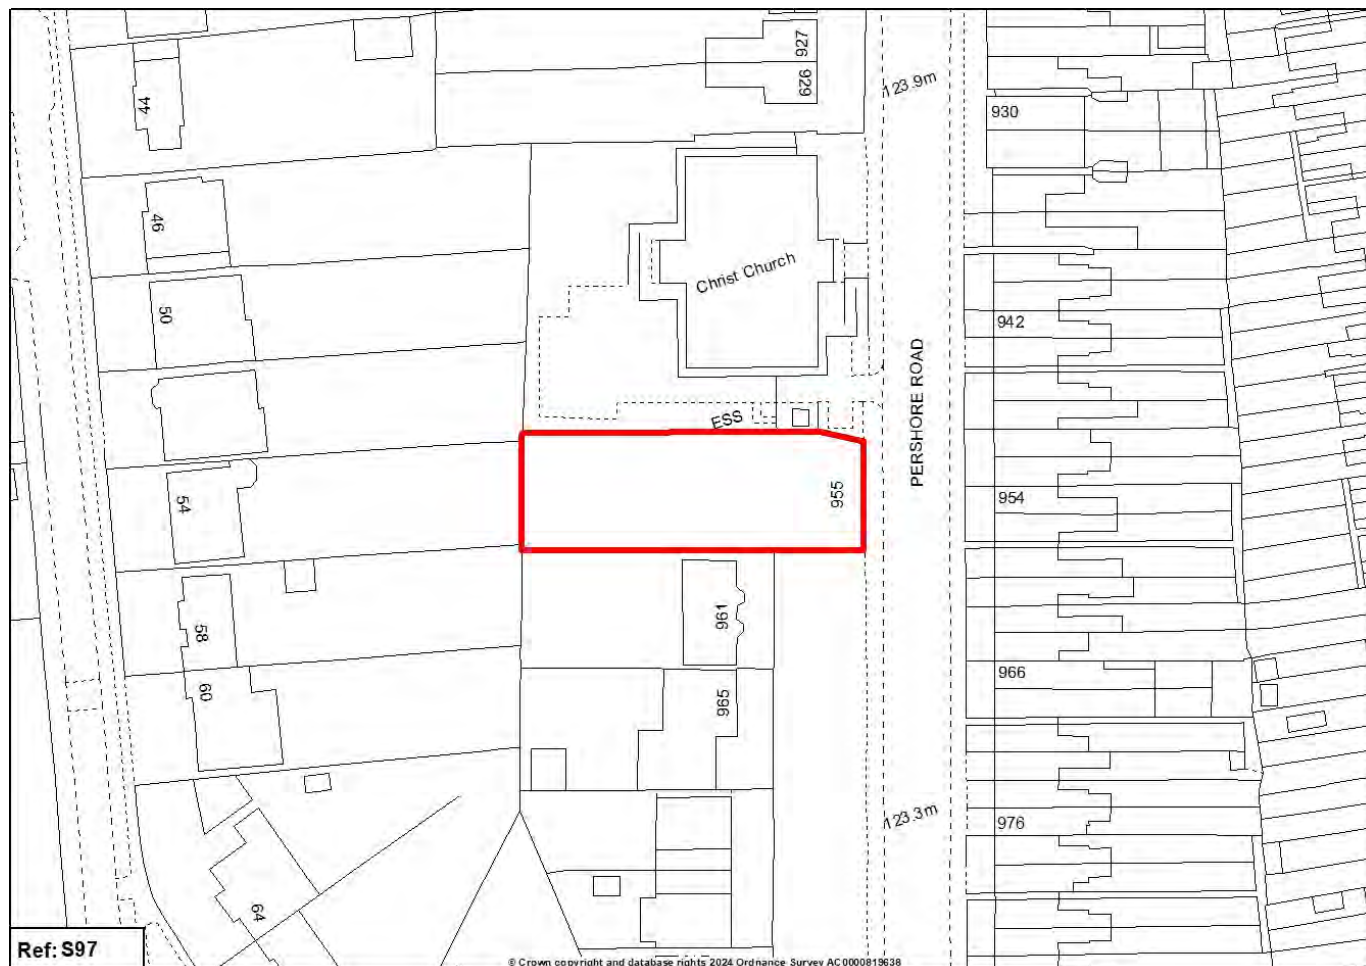 927
929
123.9m
930
44
46
50
Christ Church
942
PERSHORE ROAD
ESS
955
954
54
961
58
966
60
965
123.3m
976
64
Ref: S97
© Crown copyright and database rights 2024 Ordnance Survey AC0000819638